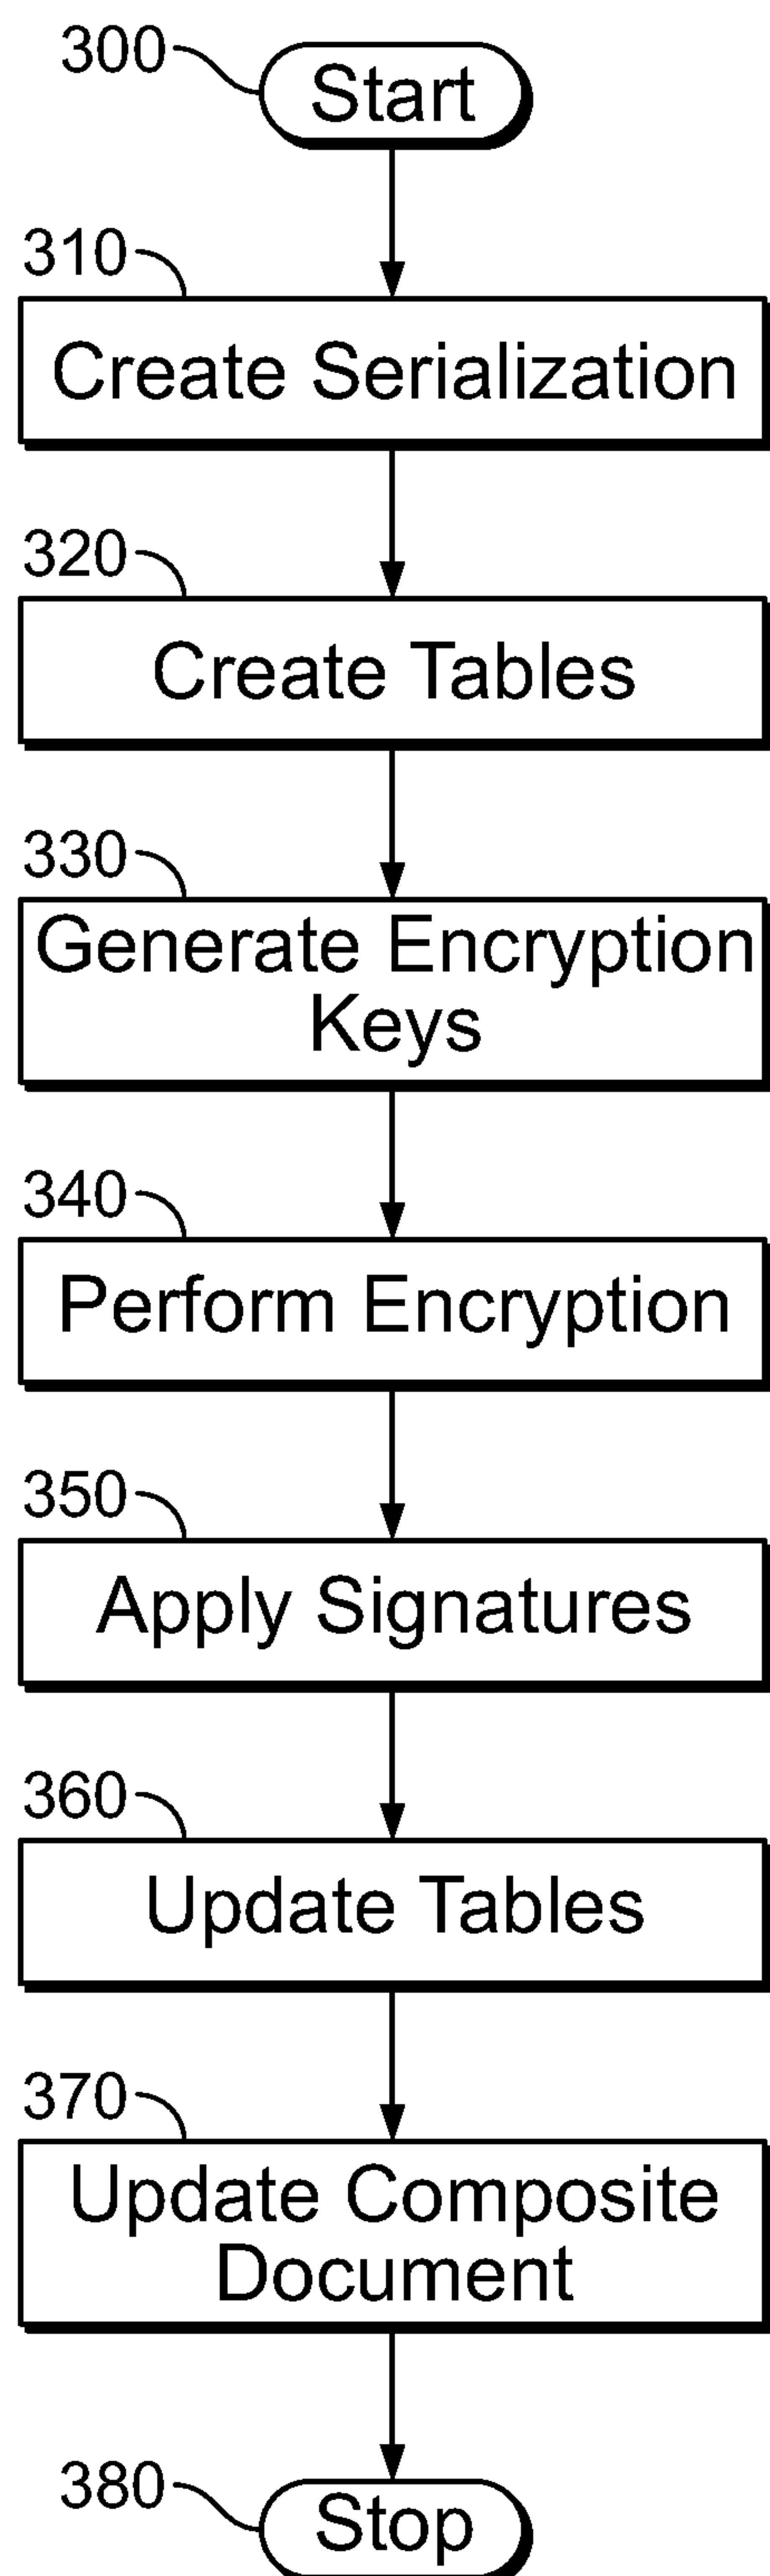 300
Start
310
Create Serialization
320
Create Tables
330
Generate Encryption
Keys
340
Perform Encryption
350
Apply Signatures
360
Update Tables
370
Update Composite
Document
380
Stop